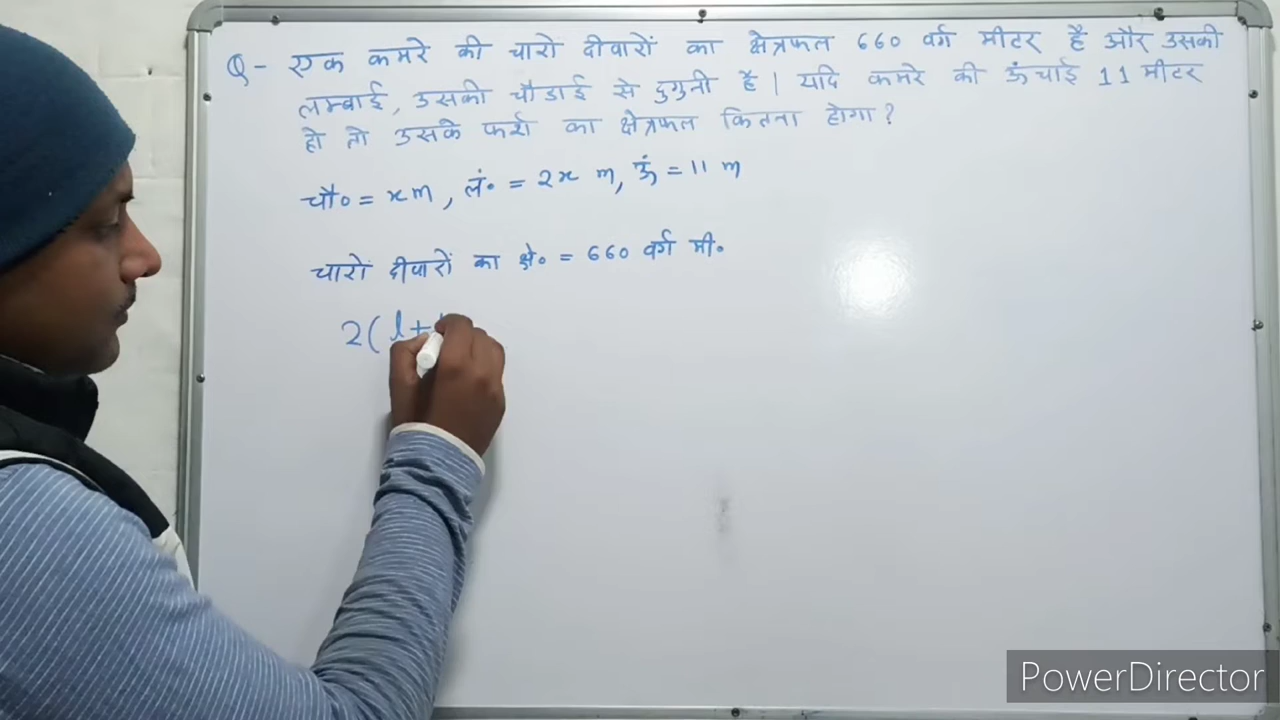 Q - एक कमरे की चारो दीवारों का क्षेत्रफल 660 वर्ग मीटर है और उसकी
लम्बाई, उसकी चौडाई से दुगुनी है | यदि कमरे की ऊंचाई 11 मीटर
हो तो उसके फर्श का क्षेत्रफल कितना होगा ?
चौ० = x m, लं० = 2x m, ऊं = 11 m
चारों दीवारों का क्षे० = 660 वर्ग मी०
2( l +
PowerDirector